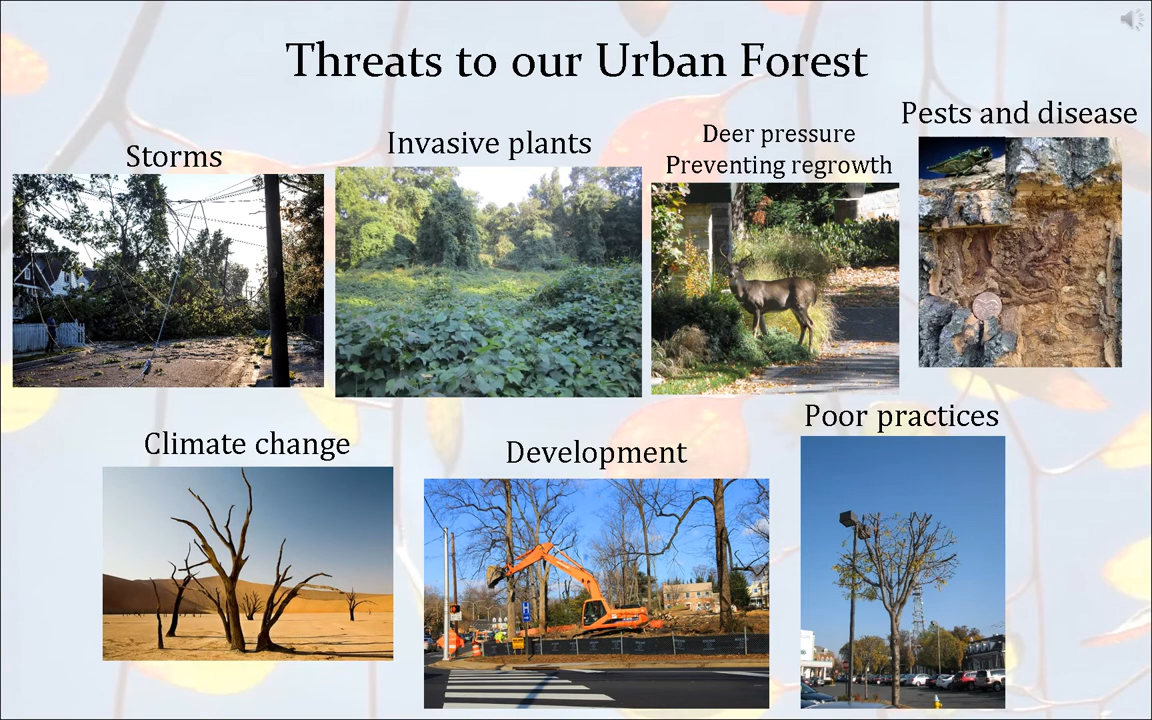 Threats to our Urban Forest
Storms
Invasive plants
Deer pressure
Preventing regrowth
Pests and disease
Climate change
Development
Poor practices
H